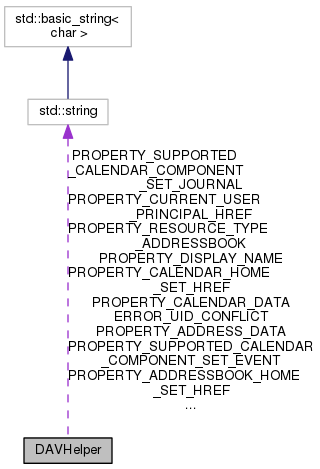 std::basic_string<
char >
std::string
PROPERTY_SUPPORTED
_CALENDAR_COMPONENT
_SET_JOURNAL
PROPERTY_CURRENT_USER
_PRINCIPAL_HREF
PROPERTY_RESOURCE_TYPE
_ADDRESSBOOK
PROPERTY_DISPLAY_NAME
PROPERTY_CALENDAR_HOME
_SET_HREF
PROPERTY_CALENDAR_DATA
ERROR_UID_CONFLICT
PROPERTY_ADDRESS_DATA
PROPERTY_SUPPORTED_CALENDAR
_COMPONENT_SET_EVENT
PROPERTY_ADDRESSBOOK_HOME
_SET_HREF
...
DAVHelper